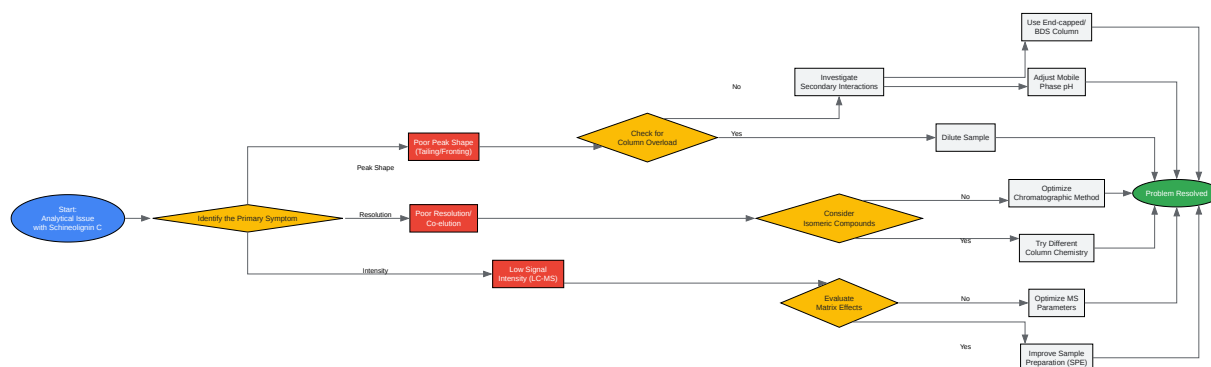 Use End-capped/
BDS Column
Investigate
Secondary Interactions
Adjust Mobile
Phase pH
No
Check for
Column Overload
Yes
Dilute Sample
Poor Peak Shape
(Tailing/Fronting)
Peak Shape
Start:
Analytical Issue
with Schineolignin C
Identify the Primary Symptom
Resolution
Poor Resolution/
Co-elution
Consider
Isomeric Compounds
No
Optimize
Chromatographic Method
Problem Resolved
Yes
Try Different
Column Chemistry
Intensity
Low Signal
Intensity (LC-MS)
Evaluate
Matrix Effects
No
Optimize MS
Parameters
Yes
Improve Sample
Preparation (SPE)